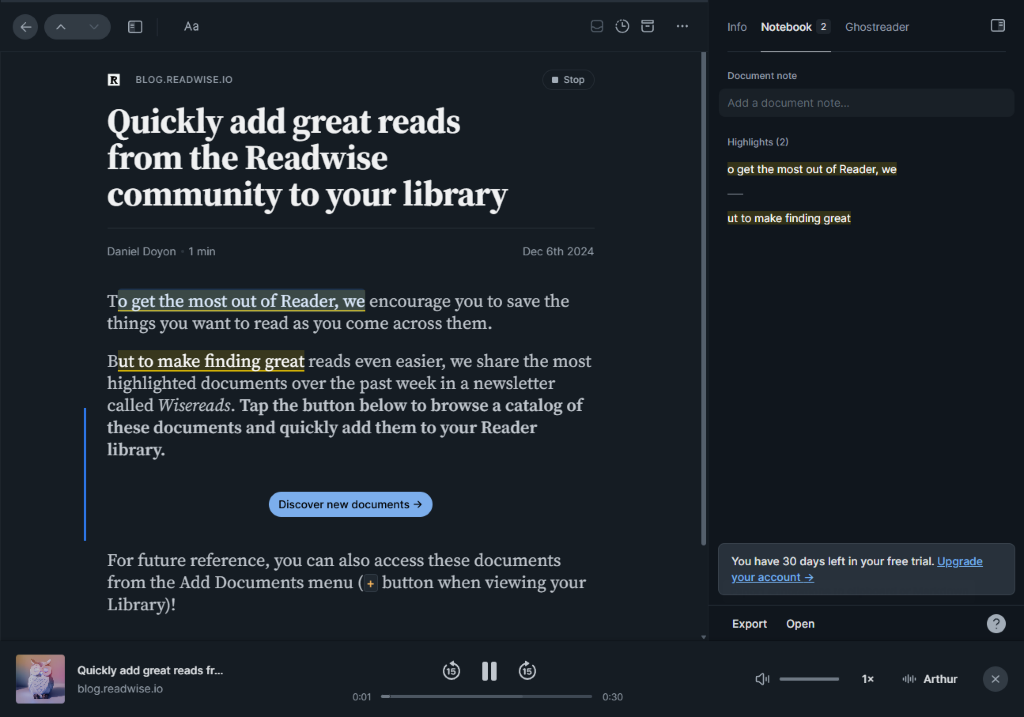 Aa
Info
Notebook 2
Ghostreader
R BLOG.READWISE.IO
Stop
Quickly add great reads
from the Readwise
community to your library
Daniel Doyon · 1 min
Dec 6th 2024
To get the most out of Reader, we encourage you to save the
things you want to read as you come across them.
But to make finding great reads even easier, we share the most
highlighted documents over the past week in a newsletter
called Wisereads. Tap the button below to browse a catalog of
these documents and quickly add them to your Reader
library.
Discover new documents →
For future reference, you can also access these documents
from the Add Documents menu (+ button when viewing your
Library)!
Document note
Add a document note...
Highlights (2)
o get the most out of Reader, we
ut to make finding great
You have 30 days left in your free trial. Upgrade
your account →
Export
Open
?
Quickly add great reads fr...
blog.readwise.io
15
15
0:01
0:30
1×
Arthur